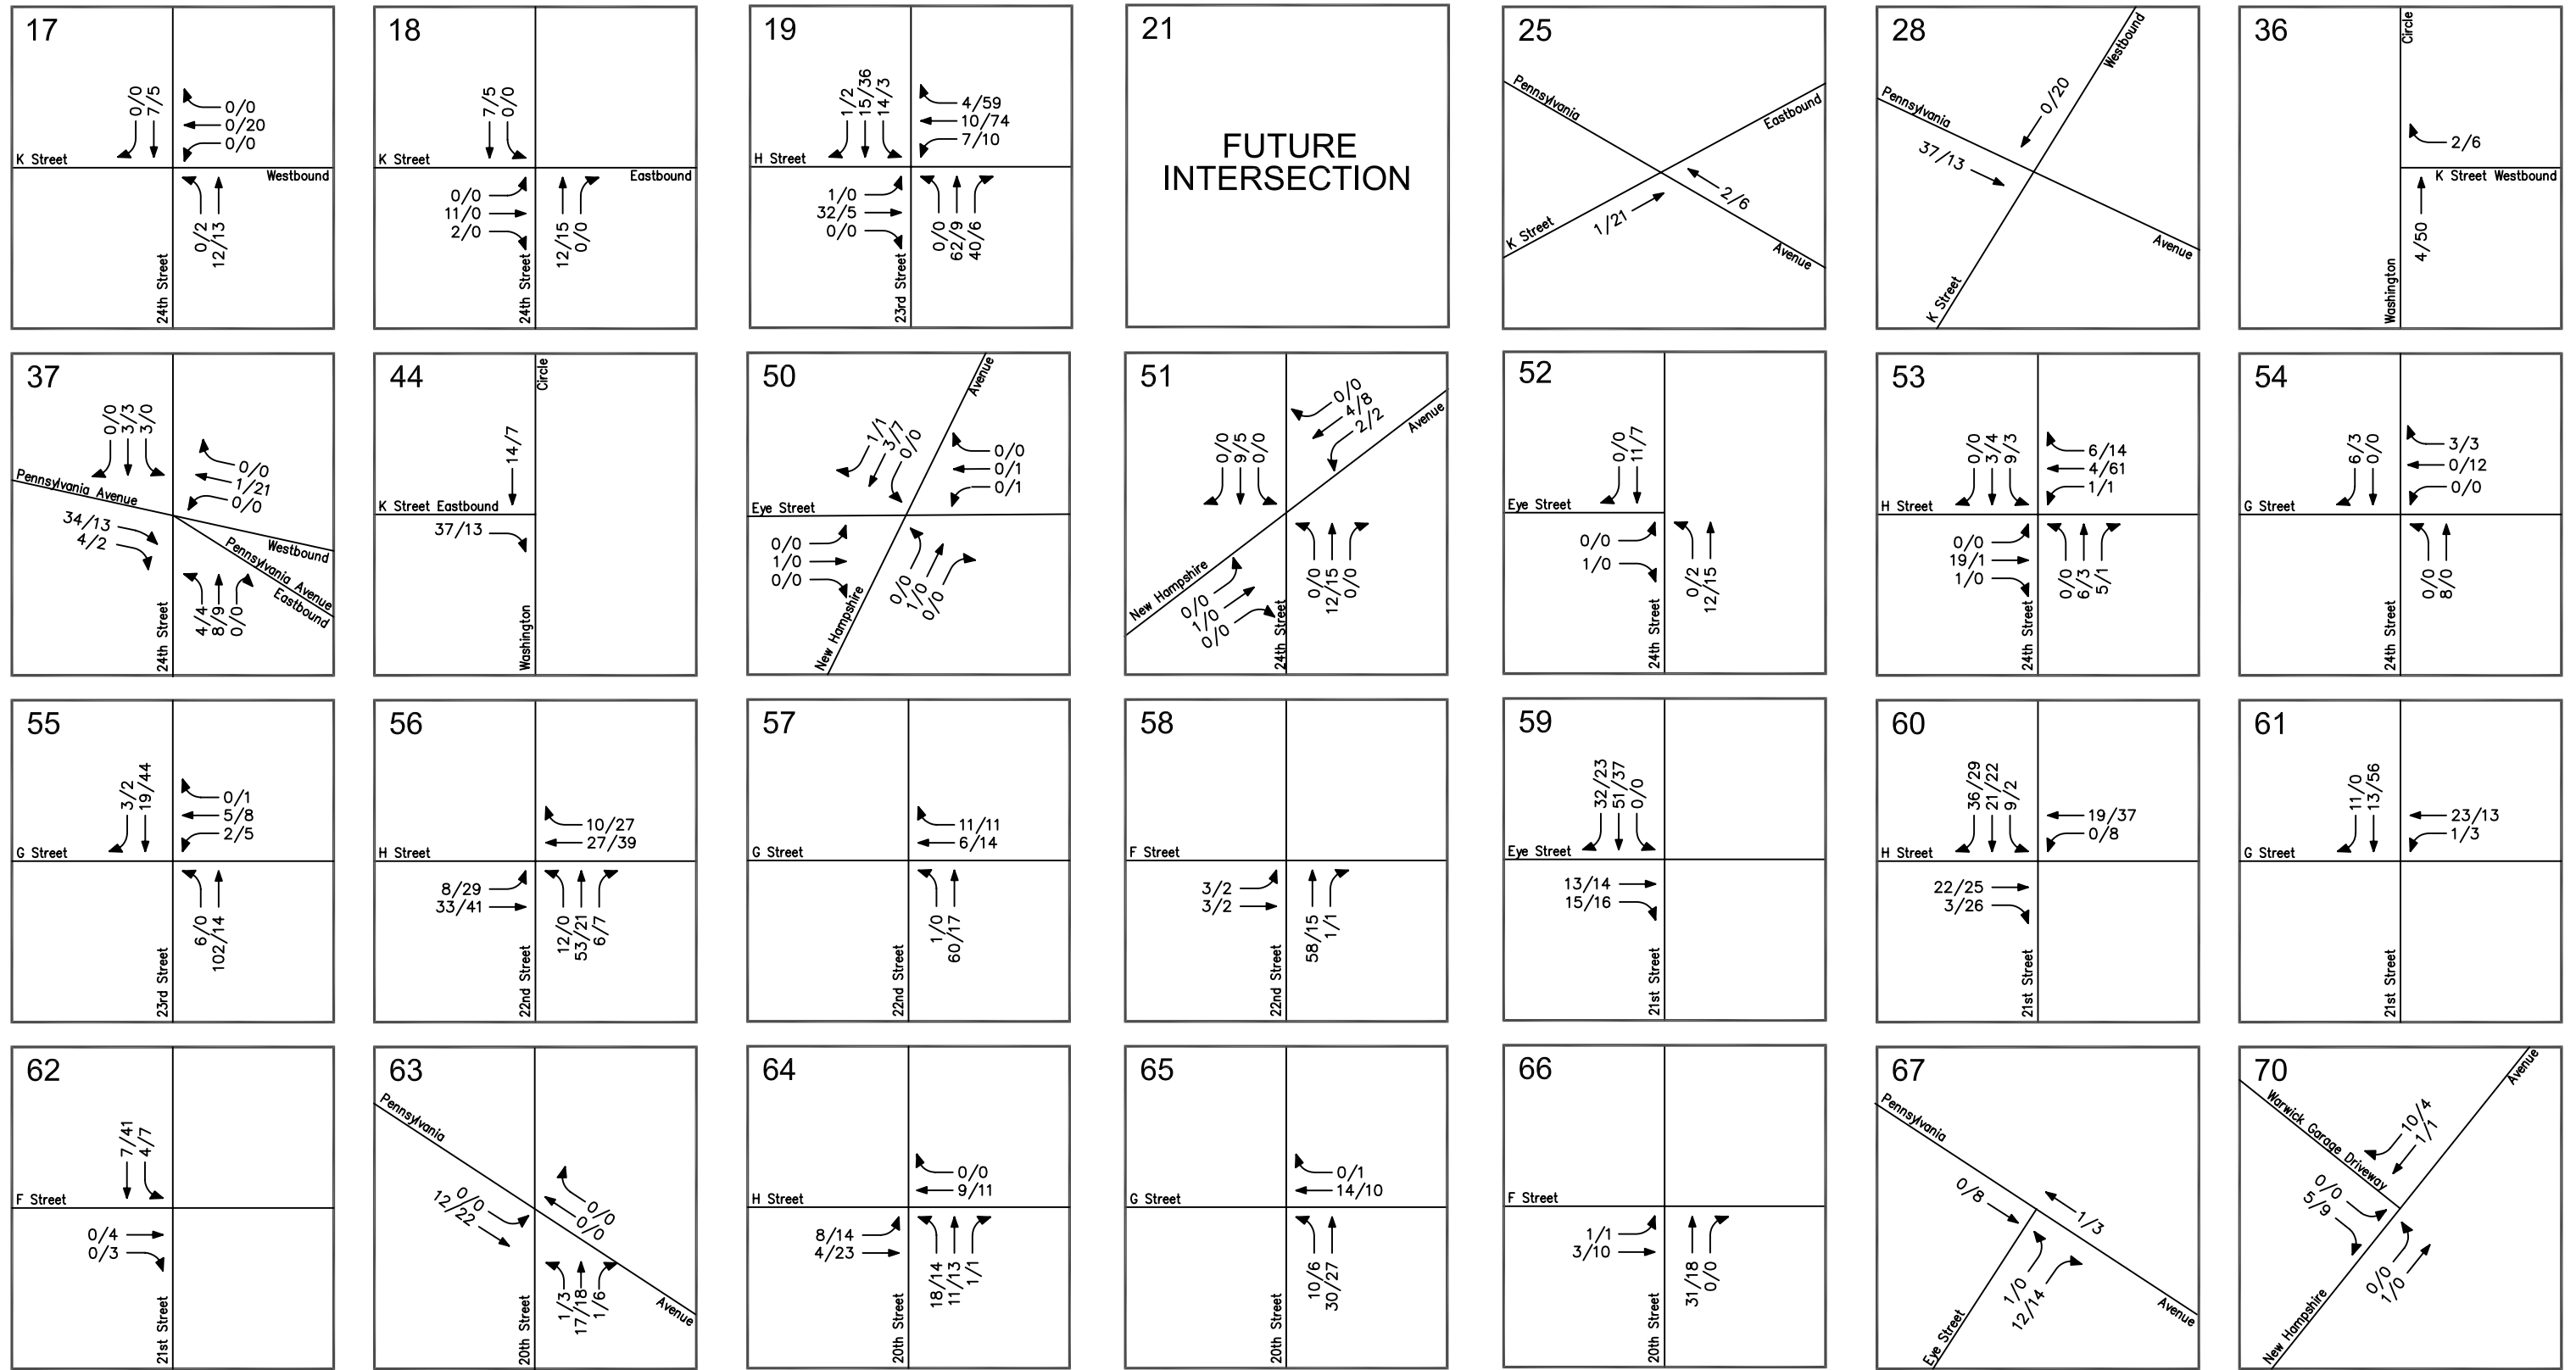 17
0/0
7/5
0/0
0/20
0/0
K Street
Westbound
0/2
12/13
24th Street
18
7/5
0/0
K Street
Eastbound
0/0
11/0
2/0
12/15
0/0
24th Street
19
1/2
15/36
14/3
4/59
10/74
7/10
H Street
1/0
32/5
0/0
0/0
62/9
40/6
23rd Street
21
FUTURE
INTERSECTION
25
Pennsylvania
Eastbound
2/6
1/21
K Street
Avenue
28
Westbound
Pennsylvania
0/20
37/13
Avenue
K Street
36
Circle
2/6
K Street Westbound
4/50
Washington
37
0/0
3/3
3/0
0/0
1/21
0/0
Pennsylvania Avenue
34/13
4/2
Westbound
Pennsylvania Avenue
Eastbound
4/4
8/9
0/0
24th Street
44
Circle
14/7
K Street Eastbound
37/13
Washington
50
Avenue
1/1
3/7
0/0
0/0
0/1
0/1
Eye Street
0/0
1/0
0/0
0/0
1/0
0/0
New Hampshire
51
0/0
4/8
2/2
Avenue
0/0
9/5
0/0
New Hampshire
0/0
1/0
0/0
0/0
12/15
0/0
24th Street
52
0/0
11/7
Eye Street
0/0
1/0
0/2
12/15
24th Street
53
0/0
3/4
9/3
6/14
4/61
1/1
H Street
0/0
19/1
1/0
0/0
6/3
5/1
24th Street
54
6/3
0/0
3/3
0/12
0/0
G Street
0/0
8/0
24th Street
55
3/2
19/44
0/1
5/8
2/5
G Street
6/0
102/14
23rd Street
56
10/27
27/39
H Street
8/29
33/41
12/0
53/21
6/7
22nd Street
57
11/11
6/14
G Street
1/0
60/17
22nd Street
58
F Street
3/2
3/2
58/15
1/1
22nd Street
59
32/23
51/37
0/0
Eye Street
13/14
15/16
21st Street
60
36/29
21/22
9/2
19/37
0/8
H Street
22/25
3/26
21st Street
61
11/0
13/56
23/13
1/3
G Street
21st Street
62
7/41
4/7
F Street
0/4
0/3
21st Street
63
Pennsylvania
0/0
12/22
0/0
0/0
1/3
17/18
1/6
Avenue
20th Street
64
0/0
9/11
H Street
8/14
4/23
18/14
11/13
1/1
20th Street
65
0/1
14/10
G Street
10/6
30/27
20th Street
66
F Street
1/1
3/10
31/18
0/0
20th Street
67
Pennsylvania
0/8
1/3
1/0
12/14
Avenue
Eye Street
70
Avenue
Warwick Garage Driveway
10/4
1/1
0/0
5/9
0/0
1/0
New Hampshire